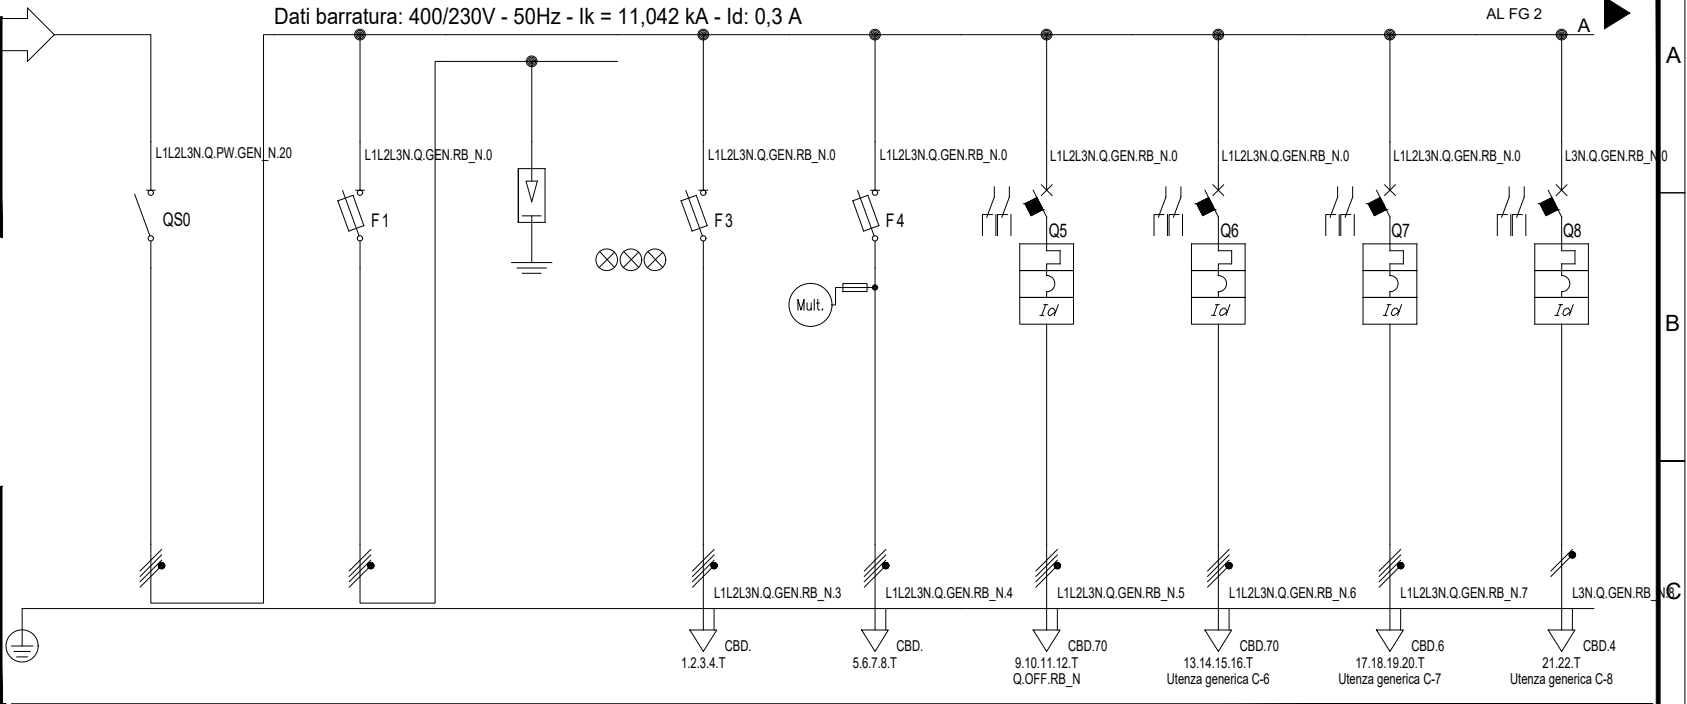 Dati barratura: 400/230V - 50Hz - Ik = 11,042 kA - Id: 0,3 A
AL FG 2
A
A
L1L2L3N.Q.PW.GEN_N.20
L1L2L3N.Q.GEN.RB_N.0
L1L2L3N.Q.GEN.RB_N.0
L1L2L3N.Q.GEN.RB_N.0
L1L2L3N.Q.GEN.RB_N.0
L1L2L3N.Q.GEN.RB_N.0
L1L2L3N.Q.GEN.RB_N.0
L3N.Q.GEN.RB_N.0
QS0
F1
F3
F4
Q5
Q6
Q7
Q8
Mult.
Id
Id
Id
Id
B
L1L2L3N.Q.GEN.RB_N.3
L1L2L3N.Q.GEN.RB_N.4
L1L2L3N.Q.GEN.RB_N.5
L1L2L3N.Q.GEN.RB_N.6
L1L2L3N.Q.GEN.RB_N.7
L3N.Q.GEN.RB_N.8
C
CBD.
CBD.
CBD.70
CBD.70
CBD.6
CBD.4
1.2.3.4.T
5.6.7.8.T
9.10.11.12.T
13.14.15.16.T
17.18.19.20.T
21.22.T
Q.OFF.RB_N
Utenza generica C-6
Utenza generica C-7
Utenza generica C-8